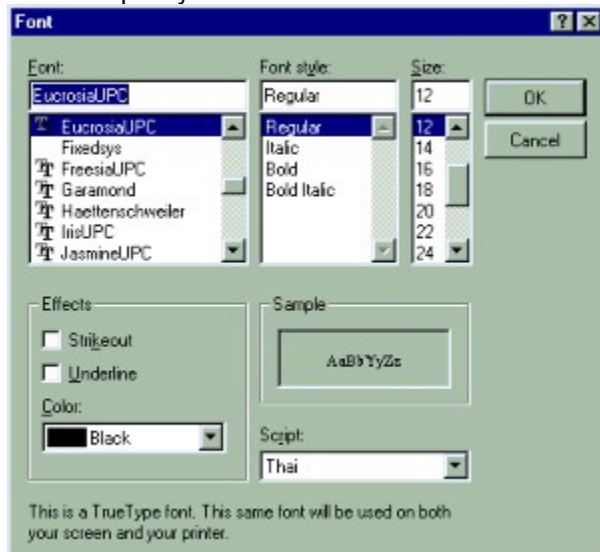 Font
Font:
EucrosiaUPC
EucrosiaUPC
Fixedsys
FreesiaUPC
Garamond
Haettenschweiler
IrisUPC
JasmineUPC
Font style:
Regular
Regular
Italic
Bold
Bold Italic
Size:
12
12
14
16
18
20
22
24
OK
Cancel
Effects
Strikeout
Underline
Color:
Black
Sample
AaBbYyZz
Script:
Thai
This is a TrueType font. This same font will be used on both
your screen and your printer.